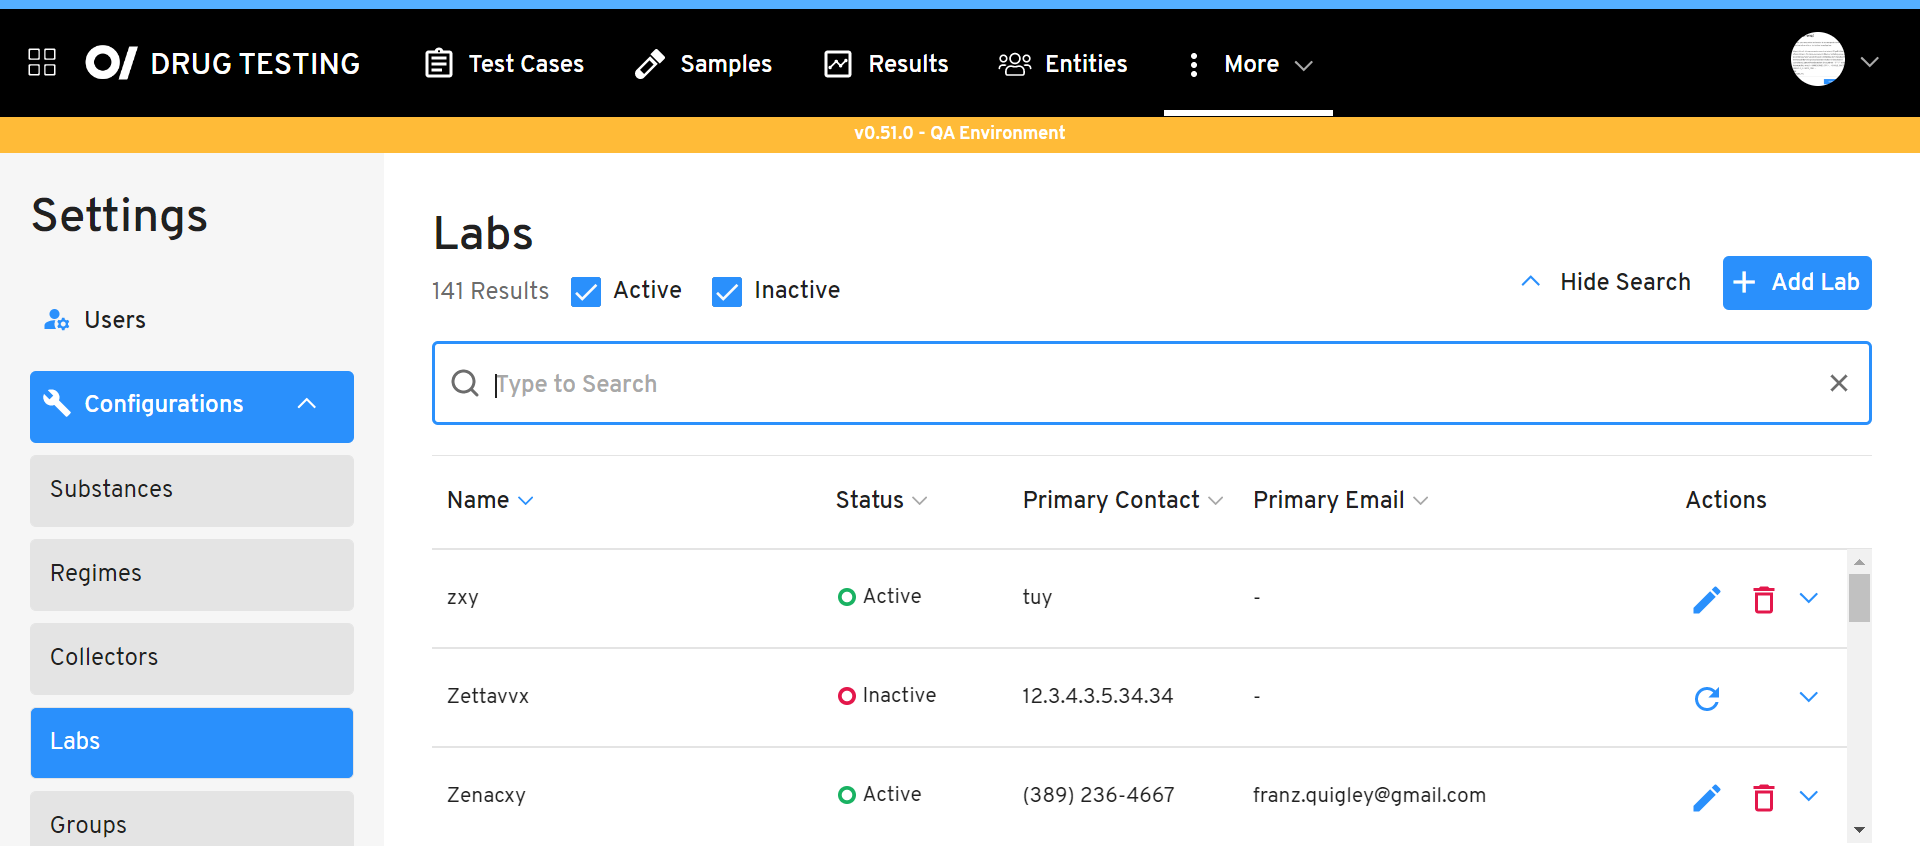 DRUG TESTING
Test Cases
Samples
Results
Entities
More
v0.51.0 - QA Environment
Settings
Users
Configurations
Substances
Regimes
Collectors
Labs
Groups
Labs
141 Results
Active
Inactive
Hide Search
Add Lab
Type to Search
Name Status Primary Contact Primary Email Actions
zxy Active tuy -
Zettavvx Inactive 12.3.4.3.5.34.34 -
Zenacxy Active (389) 236-4667 franz.quigley@gmail.com